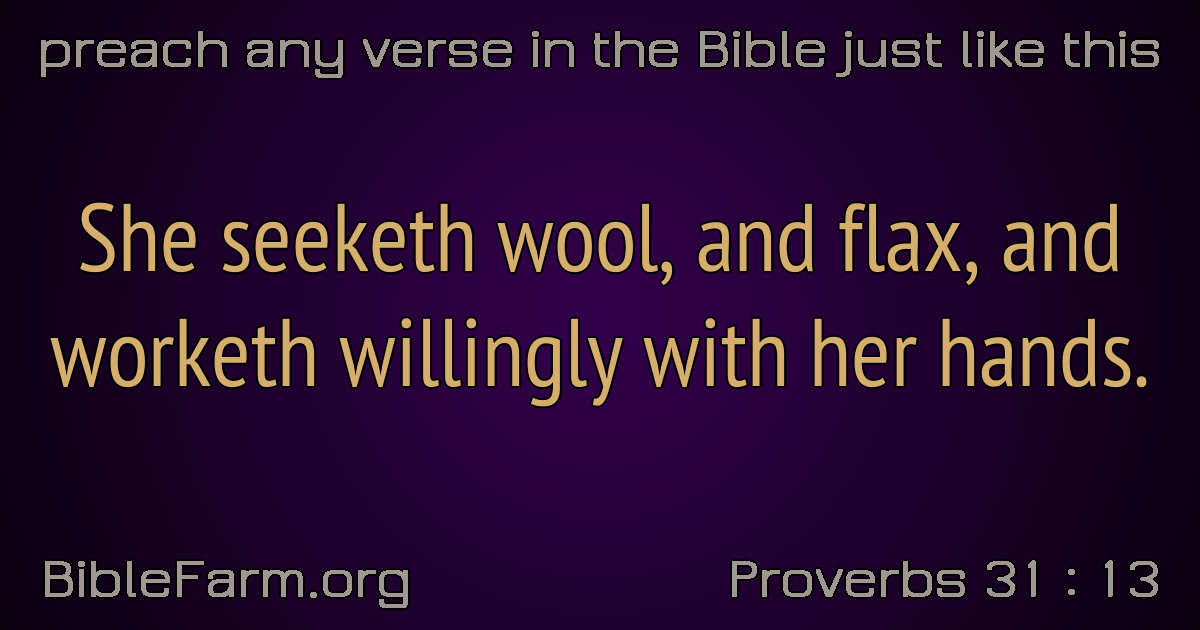 preach any verse in the Bible just like this
She seeketh wool, and flax, and
worketh willingly with her hands.
BibleFarm.org
Proverbs 31 : 13